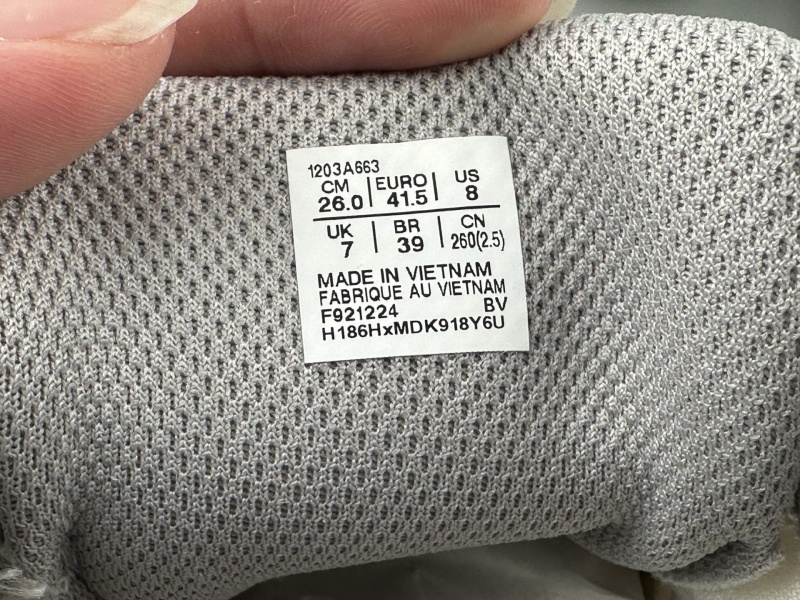 1203A663
CM | EURO | US
26.0 | 41.5 | 8
UK | BR | CN
7 | 39 | 260(2.5)
MADE IN VIETNAM
FABRIQUE AU VIETNAM
F921224 BV
H186HxMDK918Y6U